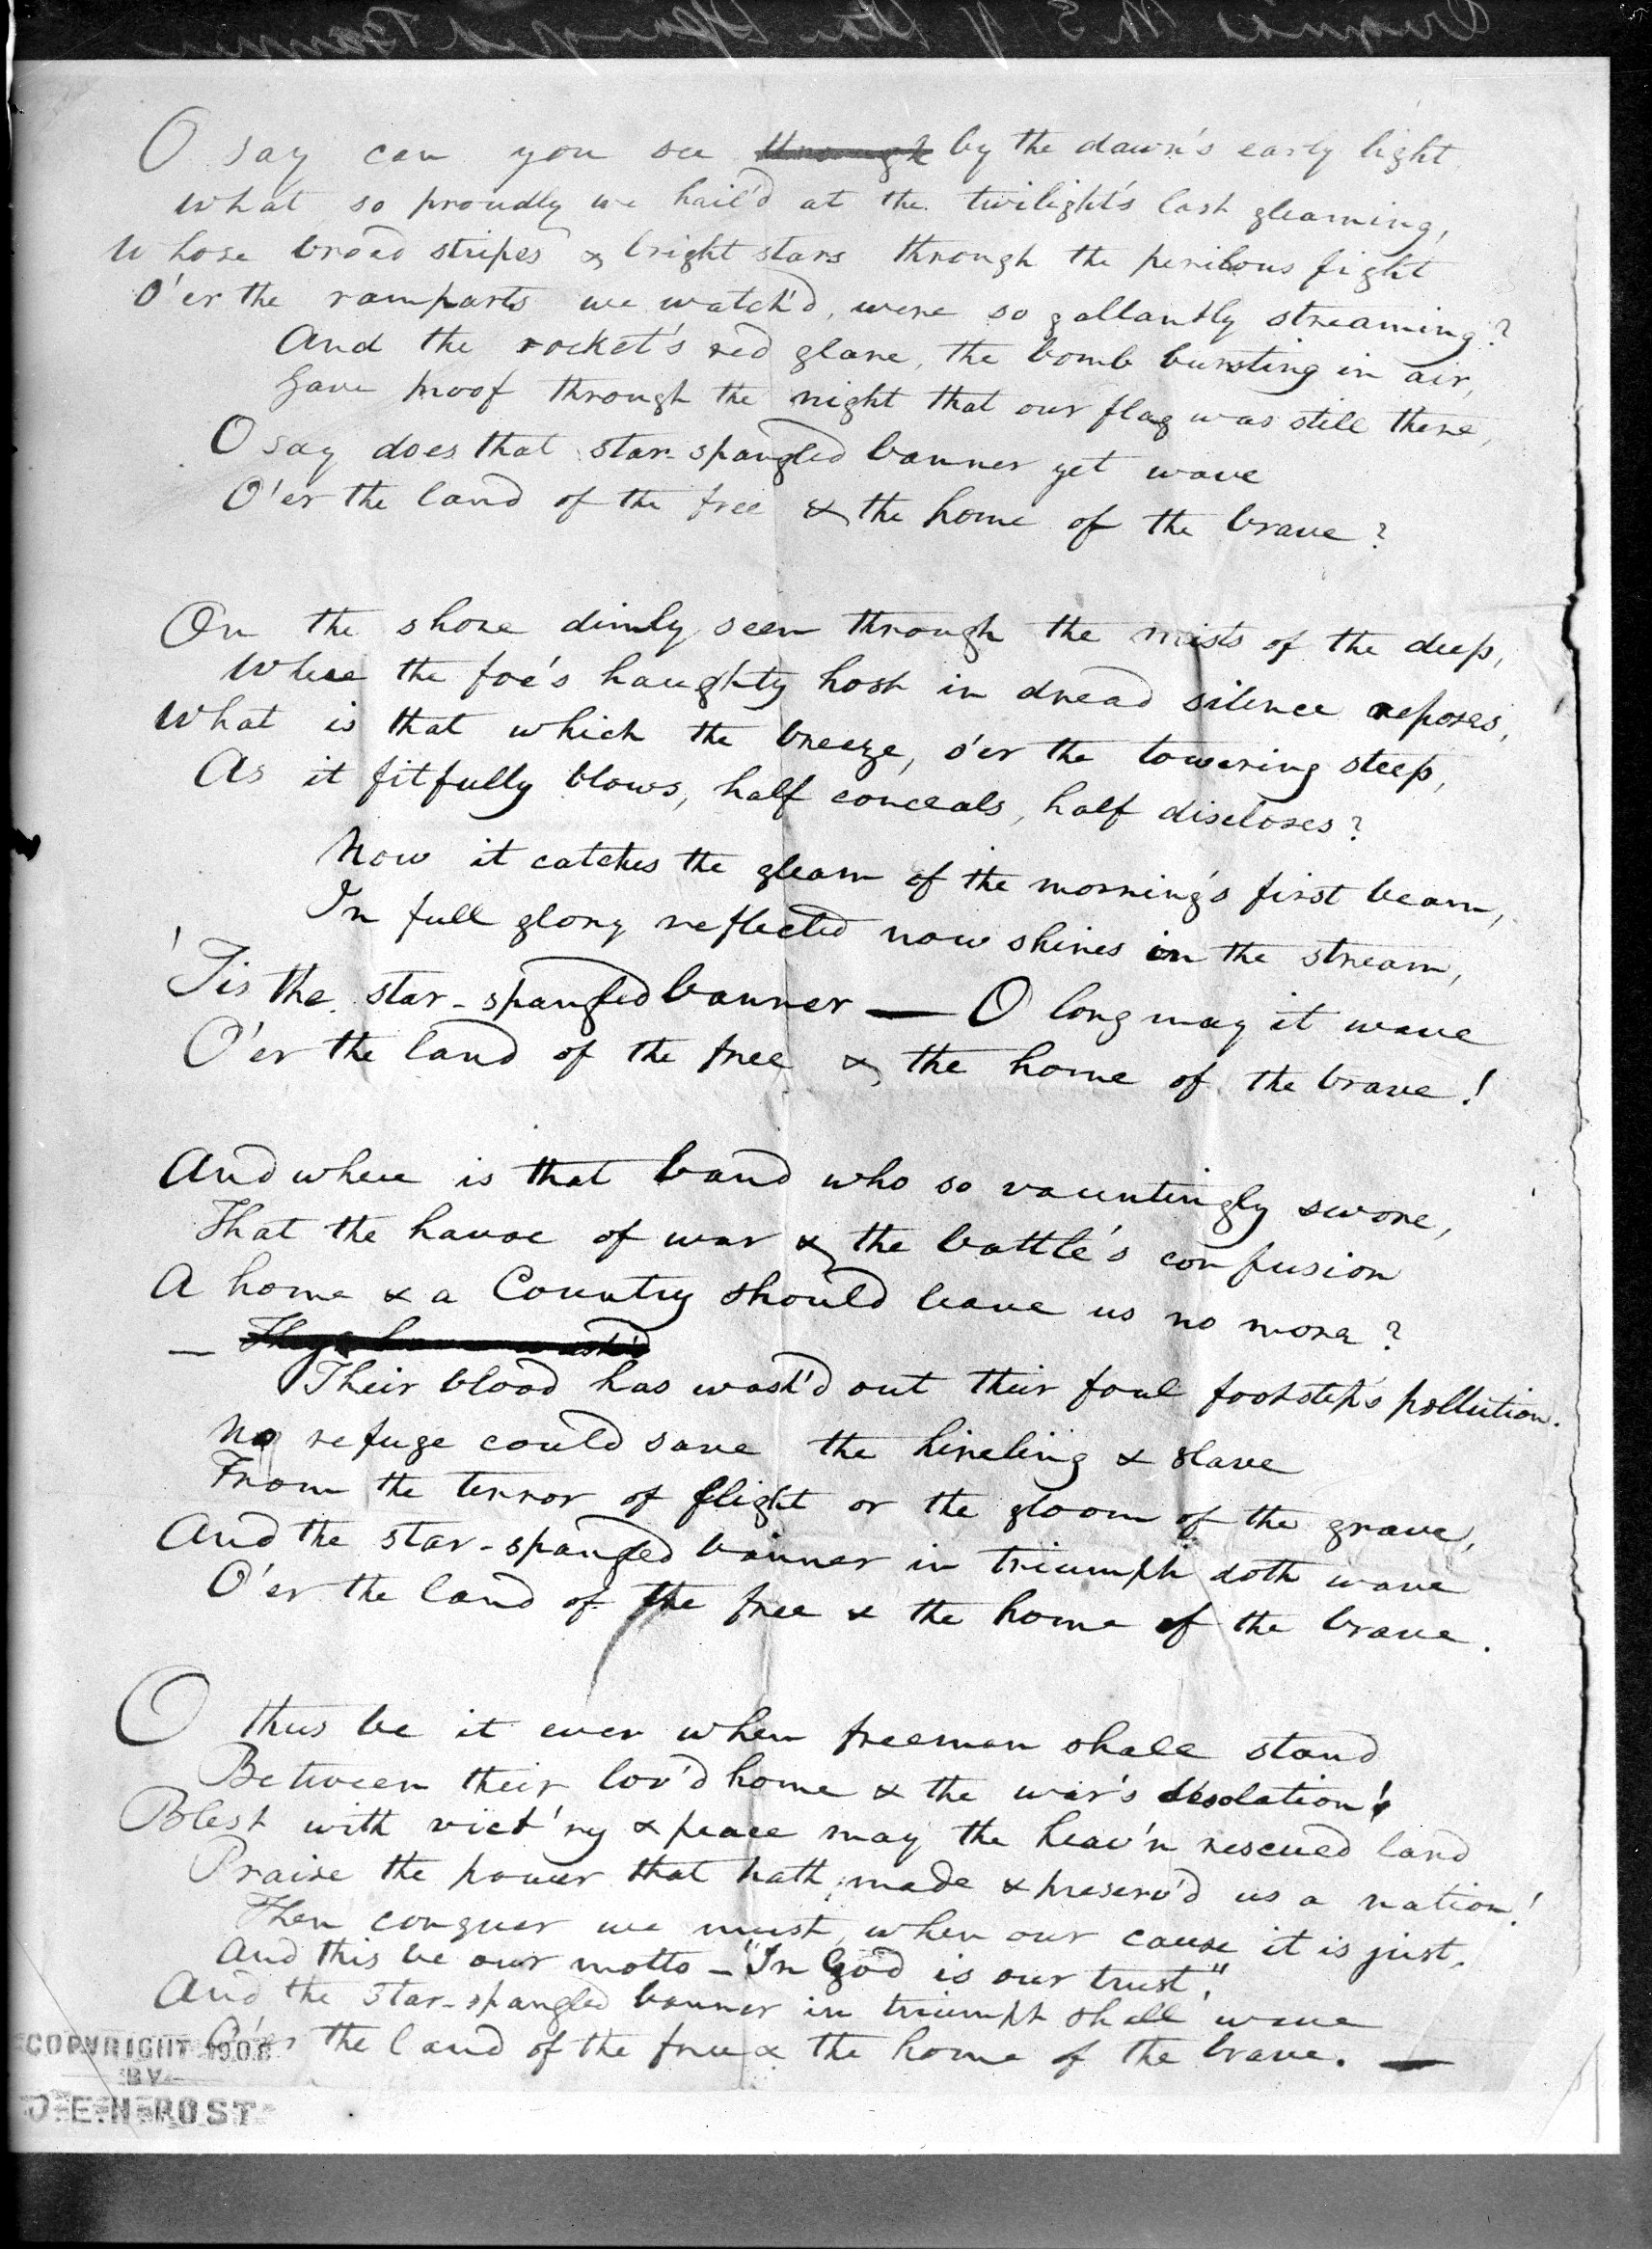 O say can you see ~~through~~ by the dawn's early light,
What so proudly we hail'd at the twilight's last gleaming,
Whose broad stripes & bright stars through the perilous fight
O'er the ramparts we watch'd, were so gallantly streaming?
And the rocket's red glare, the bomb bursting in air,
Gave proof through the night that our flag was still there,
O say does that star-spangled banner yet wave
O'er the land of the free & the home of the brave?
On the shore dimly seen through the mists of the deep,
Where the foe's haughty host in dread silence reposes,
What is that which the breeze, o'er the towering steep,
As it fitfully blows, half conceals, half discloses?
Now it catches the gleam of the morning's first beam,
In full glory reflected now shines in the stream,
'Tis the star-spangled banner — O long may it wave
O'er the land of the free & the home of the brave!
And where is that band who so vauntingly swore,
That the havoc of war & the battle's confusion
A home & a Country should leave us no more?
— ~~They have wash'd~~
Their blood has wash'd out their foul footstep's pollution.
No refuge could save the hireling & slave
From the terror of flight or the gloom of the grave,
And the star-spangled banner in triumph doth wave
O'er the land of the free & the home of the brave.
O thus be it ever when freemen shall stand
Between their lov'd home & the war's desolation!
Blest with vict'ry & peace may the heav'n rescued land
Praise the power that hath made & preserv'd us a nation!
Then conquer we must, when our cause it is just,
And this be our motto — "In God is our trust,"
And the star-spangled banner in triumph shall wave
O'er the land of the free & the home of the brave. —
COPYRIGHT 1908
BY